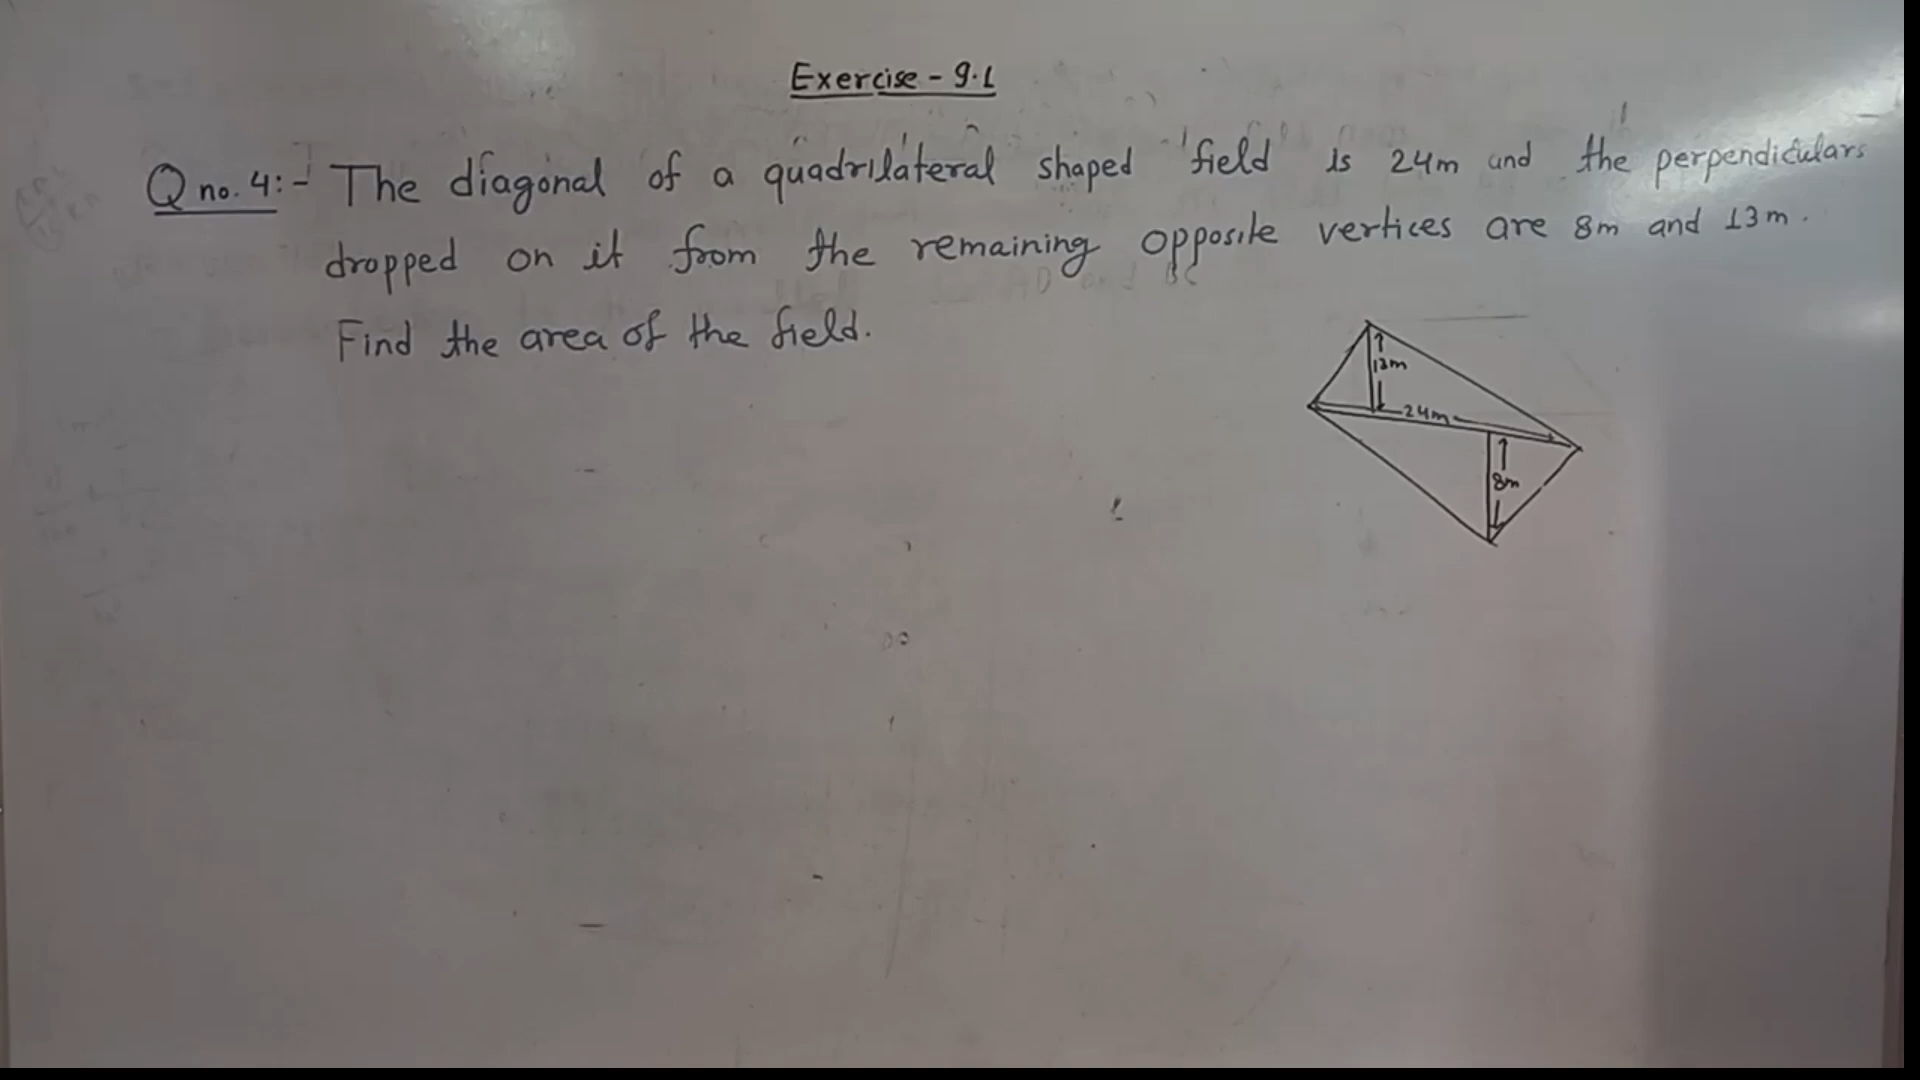 Exercise - 9.1
Q no. 4:- The diagonal of a quadrilateral shaped field is 24m and the perpendiculars
dropped on it from the remaining opposite vertices are 8m and 13m.
Find the area of the field.
13m
24m
8m